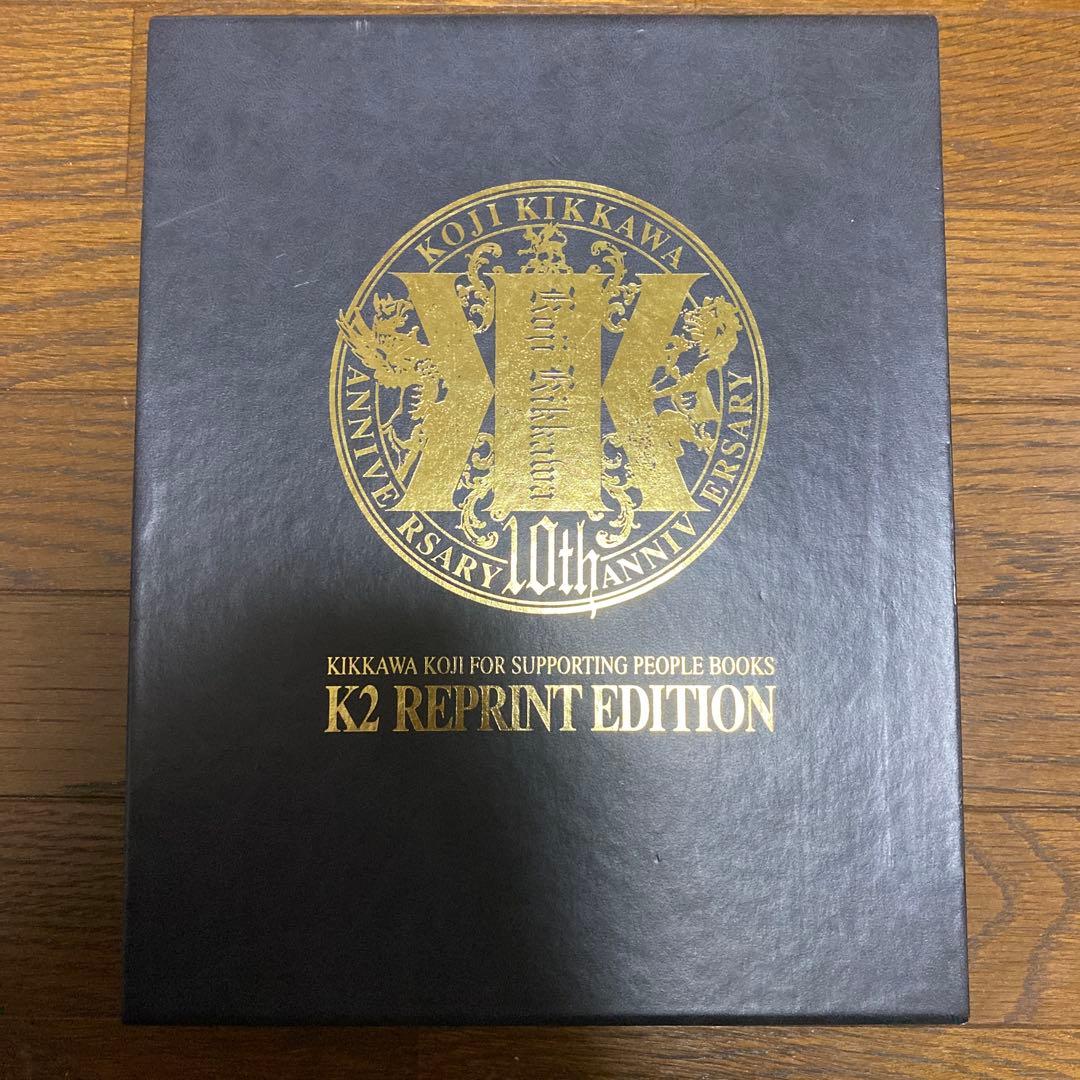 KOJI KIKKAWA
Koji Kikkawa
ANNIVERSARY
10th
ANNIVERSARY
KIKKAWA KOJI FOR SUPPORTING PEOPLE BOOKS
K2 REPRINT EDITION